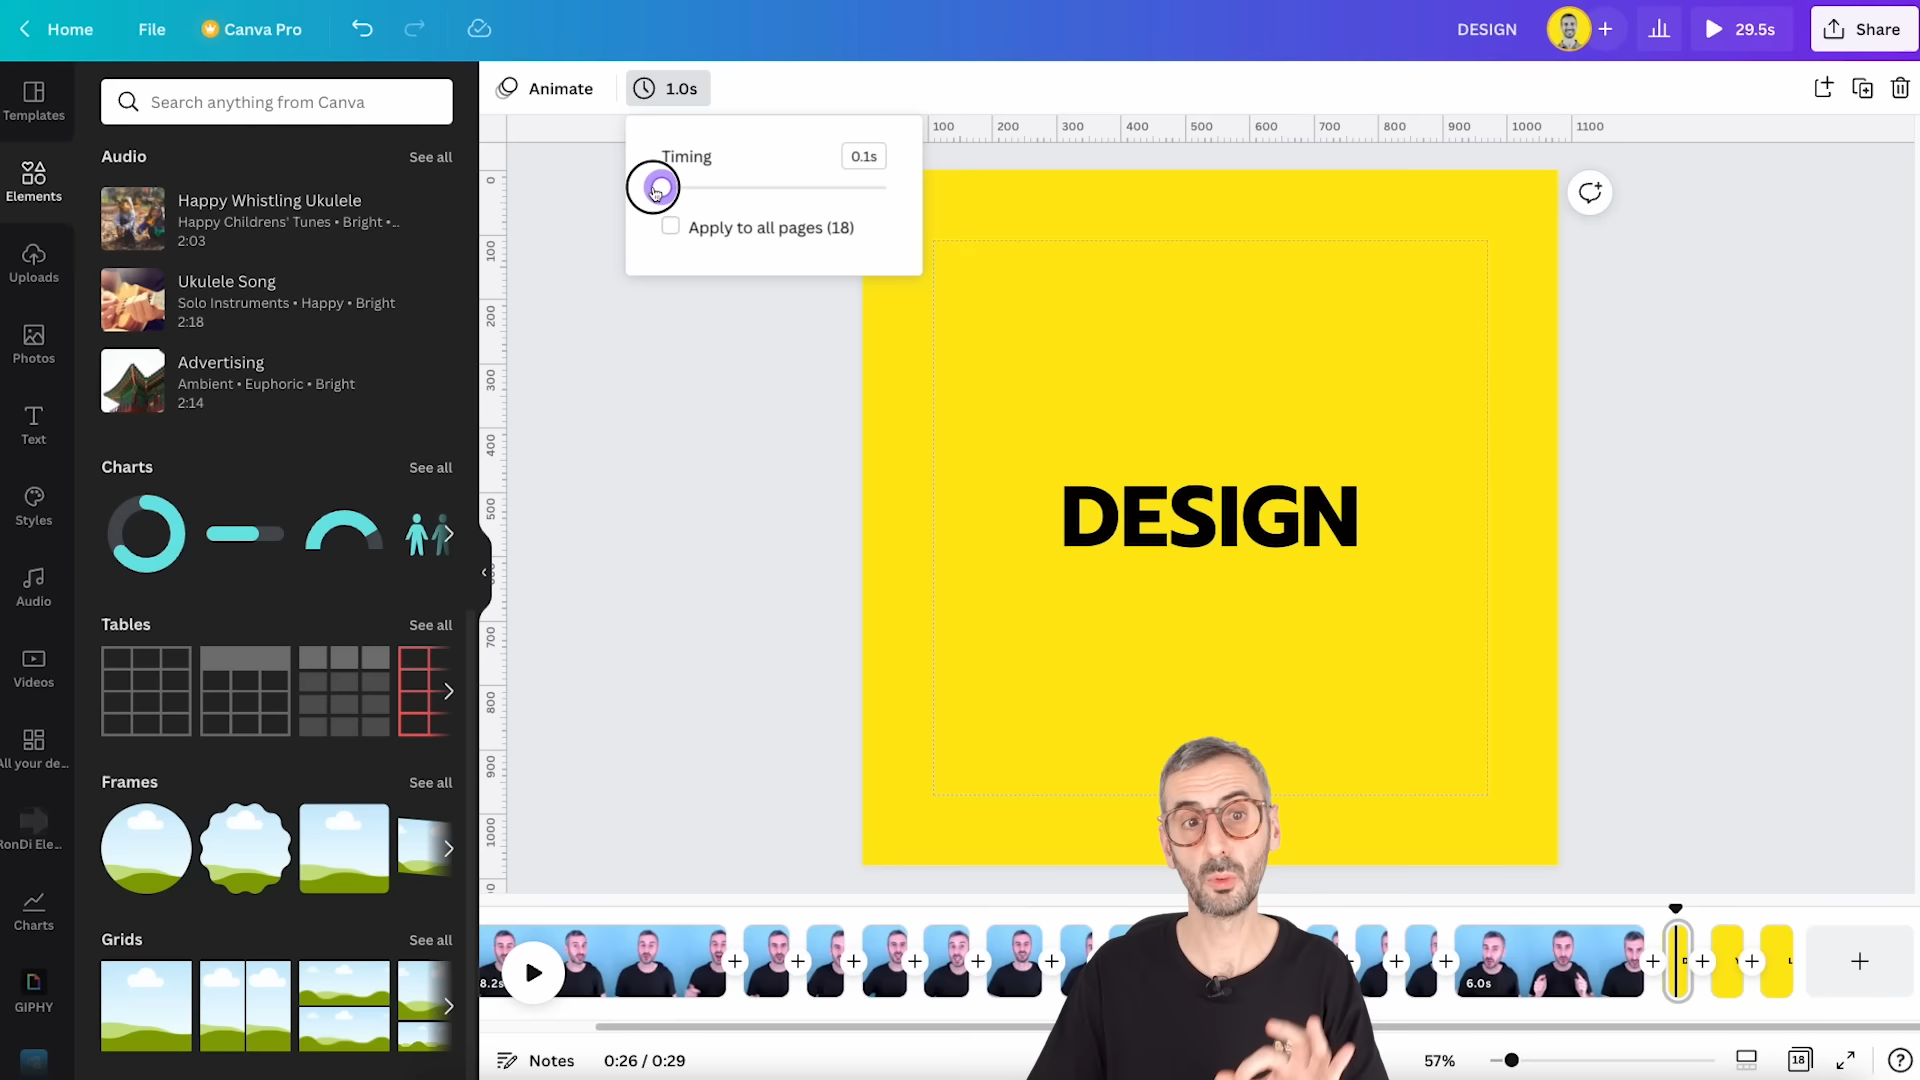 Home
File
Canva Pro
DESIGN
29.5s
Share
Templates
Elements
Uploads
Photos
Text
Styles
Audio
Videos
All your de...
RonDi Ele...
Charts
GIPHY
Search anything from Canva
Audio
See all
Happy Whistling Ukulele
Happy Childrens' Tunes • Bright •...
2:03
Ukulele Song
Solo Instruments • Happy • Bright
2:18
Advertising
Ambient • Euphoric • Bright
2:14
Charts
See all
Tables
See all
Frames
See all
Grids
See all
Animate
1.0s
Timing
0.1s
Apply to all pages (18)
100 200 300 400 500 600 700 800 900 1000 1100
0
100
200
300
400
500
700
800
900
1000
DESIGN
8.2s
6.0s
Notes
0:26 / 0:29
57%
18